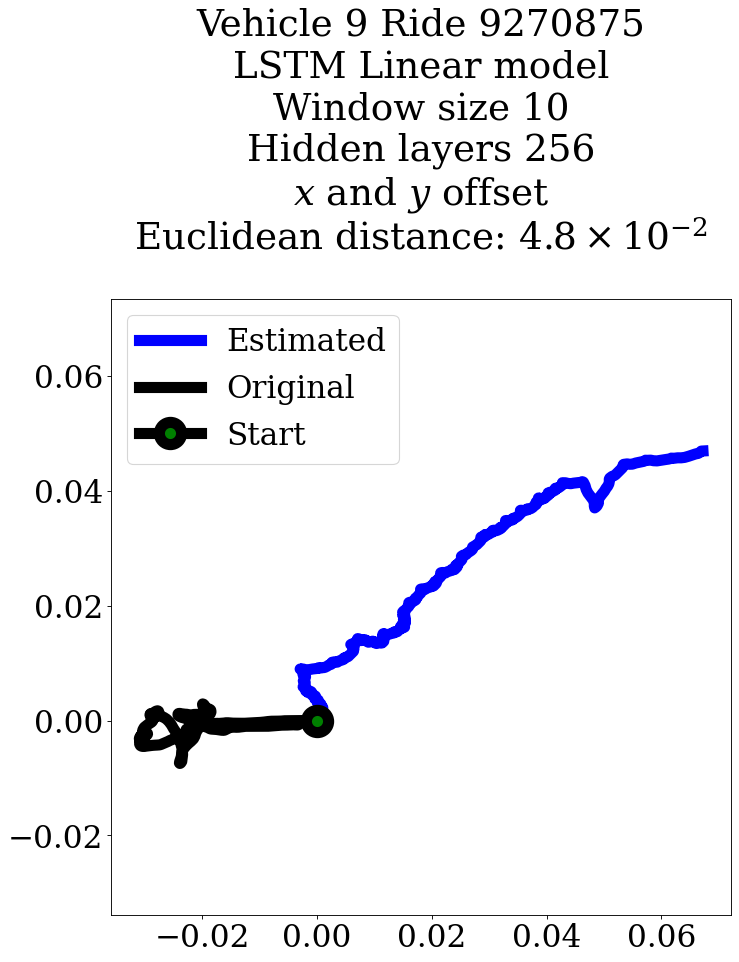 Vehicle 9 Ride 9270875
LSTM Linear model
Window size 10
Hidden layers 256
x and y offset
Euclidean distance: 4.8 × 10⁻²
Estimated
Original
Start
0.06
0.04
0.02
0.00
−0.02
−0.02 0.00 0.02 0.04 0.06